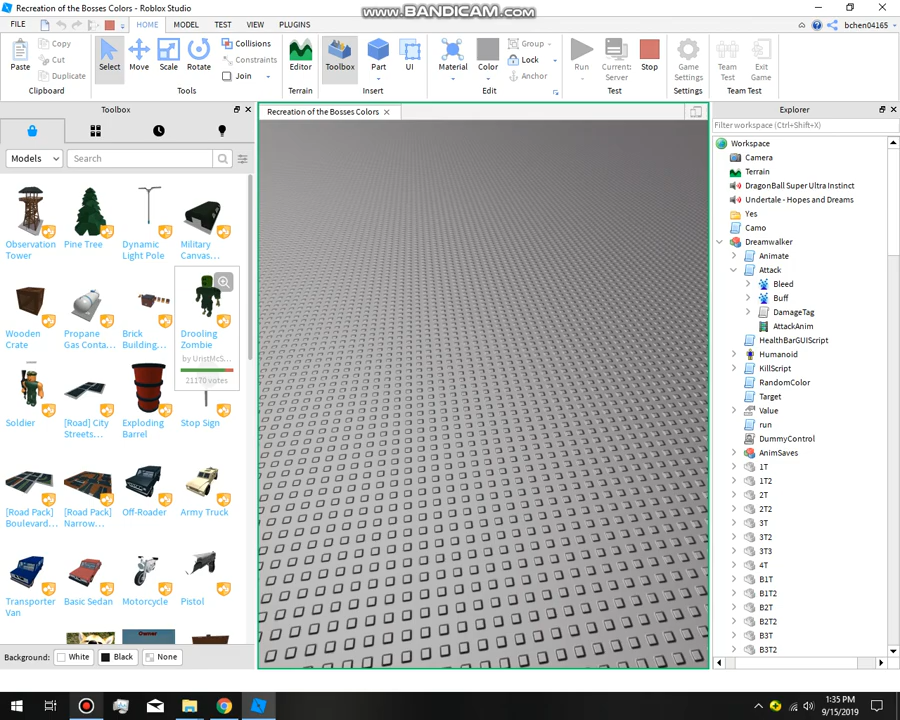 Recreation of the Bosses Colors - Roblox Studio
www.BANDICAM.com
FILE HOME MODEL TEST VIEW PLUGINS bchen04165
Paste Copy Cut Duplicate
Select Move Scale Rotate Collisions Constraints Join
Editor Toolbox Part UI
Material Color Group Lock Anchor
Run Current: Server Stop Game Settings Team Test Exit Game
Clipboard Tools Terrain Insert Edit Test Settings Team Test
Toolbox
Models Search
Observation Tower
Pine Tree
Dynamic Light Pole
Military Canvas...
Wooden Crate
Propane Gas Conta...
Brick Building...
Drooling Zombie
by UristMcS...
21170 votes
Soldier
[Road] City Streets...
Exploding Barrel
Stop Sign
[Road Pack] Boulevard...
[Road Pack] Narrow...
Off-Roader
Army Truck
Transporter Van
Basic Sedan
Motorcycle
Pistol
Owner
Background: White Black None
Recreation of the Bosses Colors
Explorer
Filter workspace (Ctrl+Shift+X)
Workspace
Camera
Terrain
DragonBall Super Ultra Instinct
Undertale - Hopes and Dreams
Yes
Camo
Dreamwalker
Animate
Attack
Bleed
Buff
DamageTag
AttackAnim
HealthBarGUIScript
Humanoid
KillScript
RandomColor
Target
Value
run
DummyControl
AnimSaves
1T
1T2
2T
2T2
3T
3T2
3T3
4T
B1T
B1T2
B2T
B2T2
B3T
B3T2
1:35 PM
9/15/2019